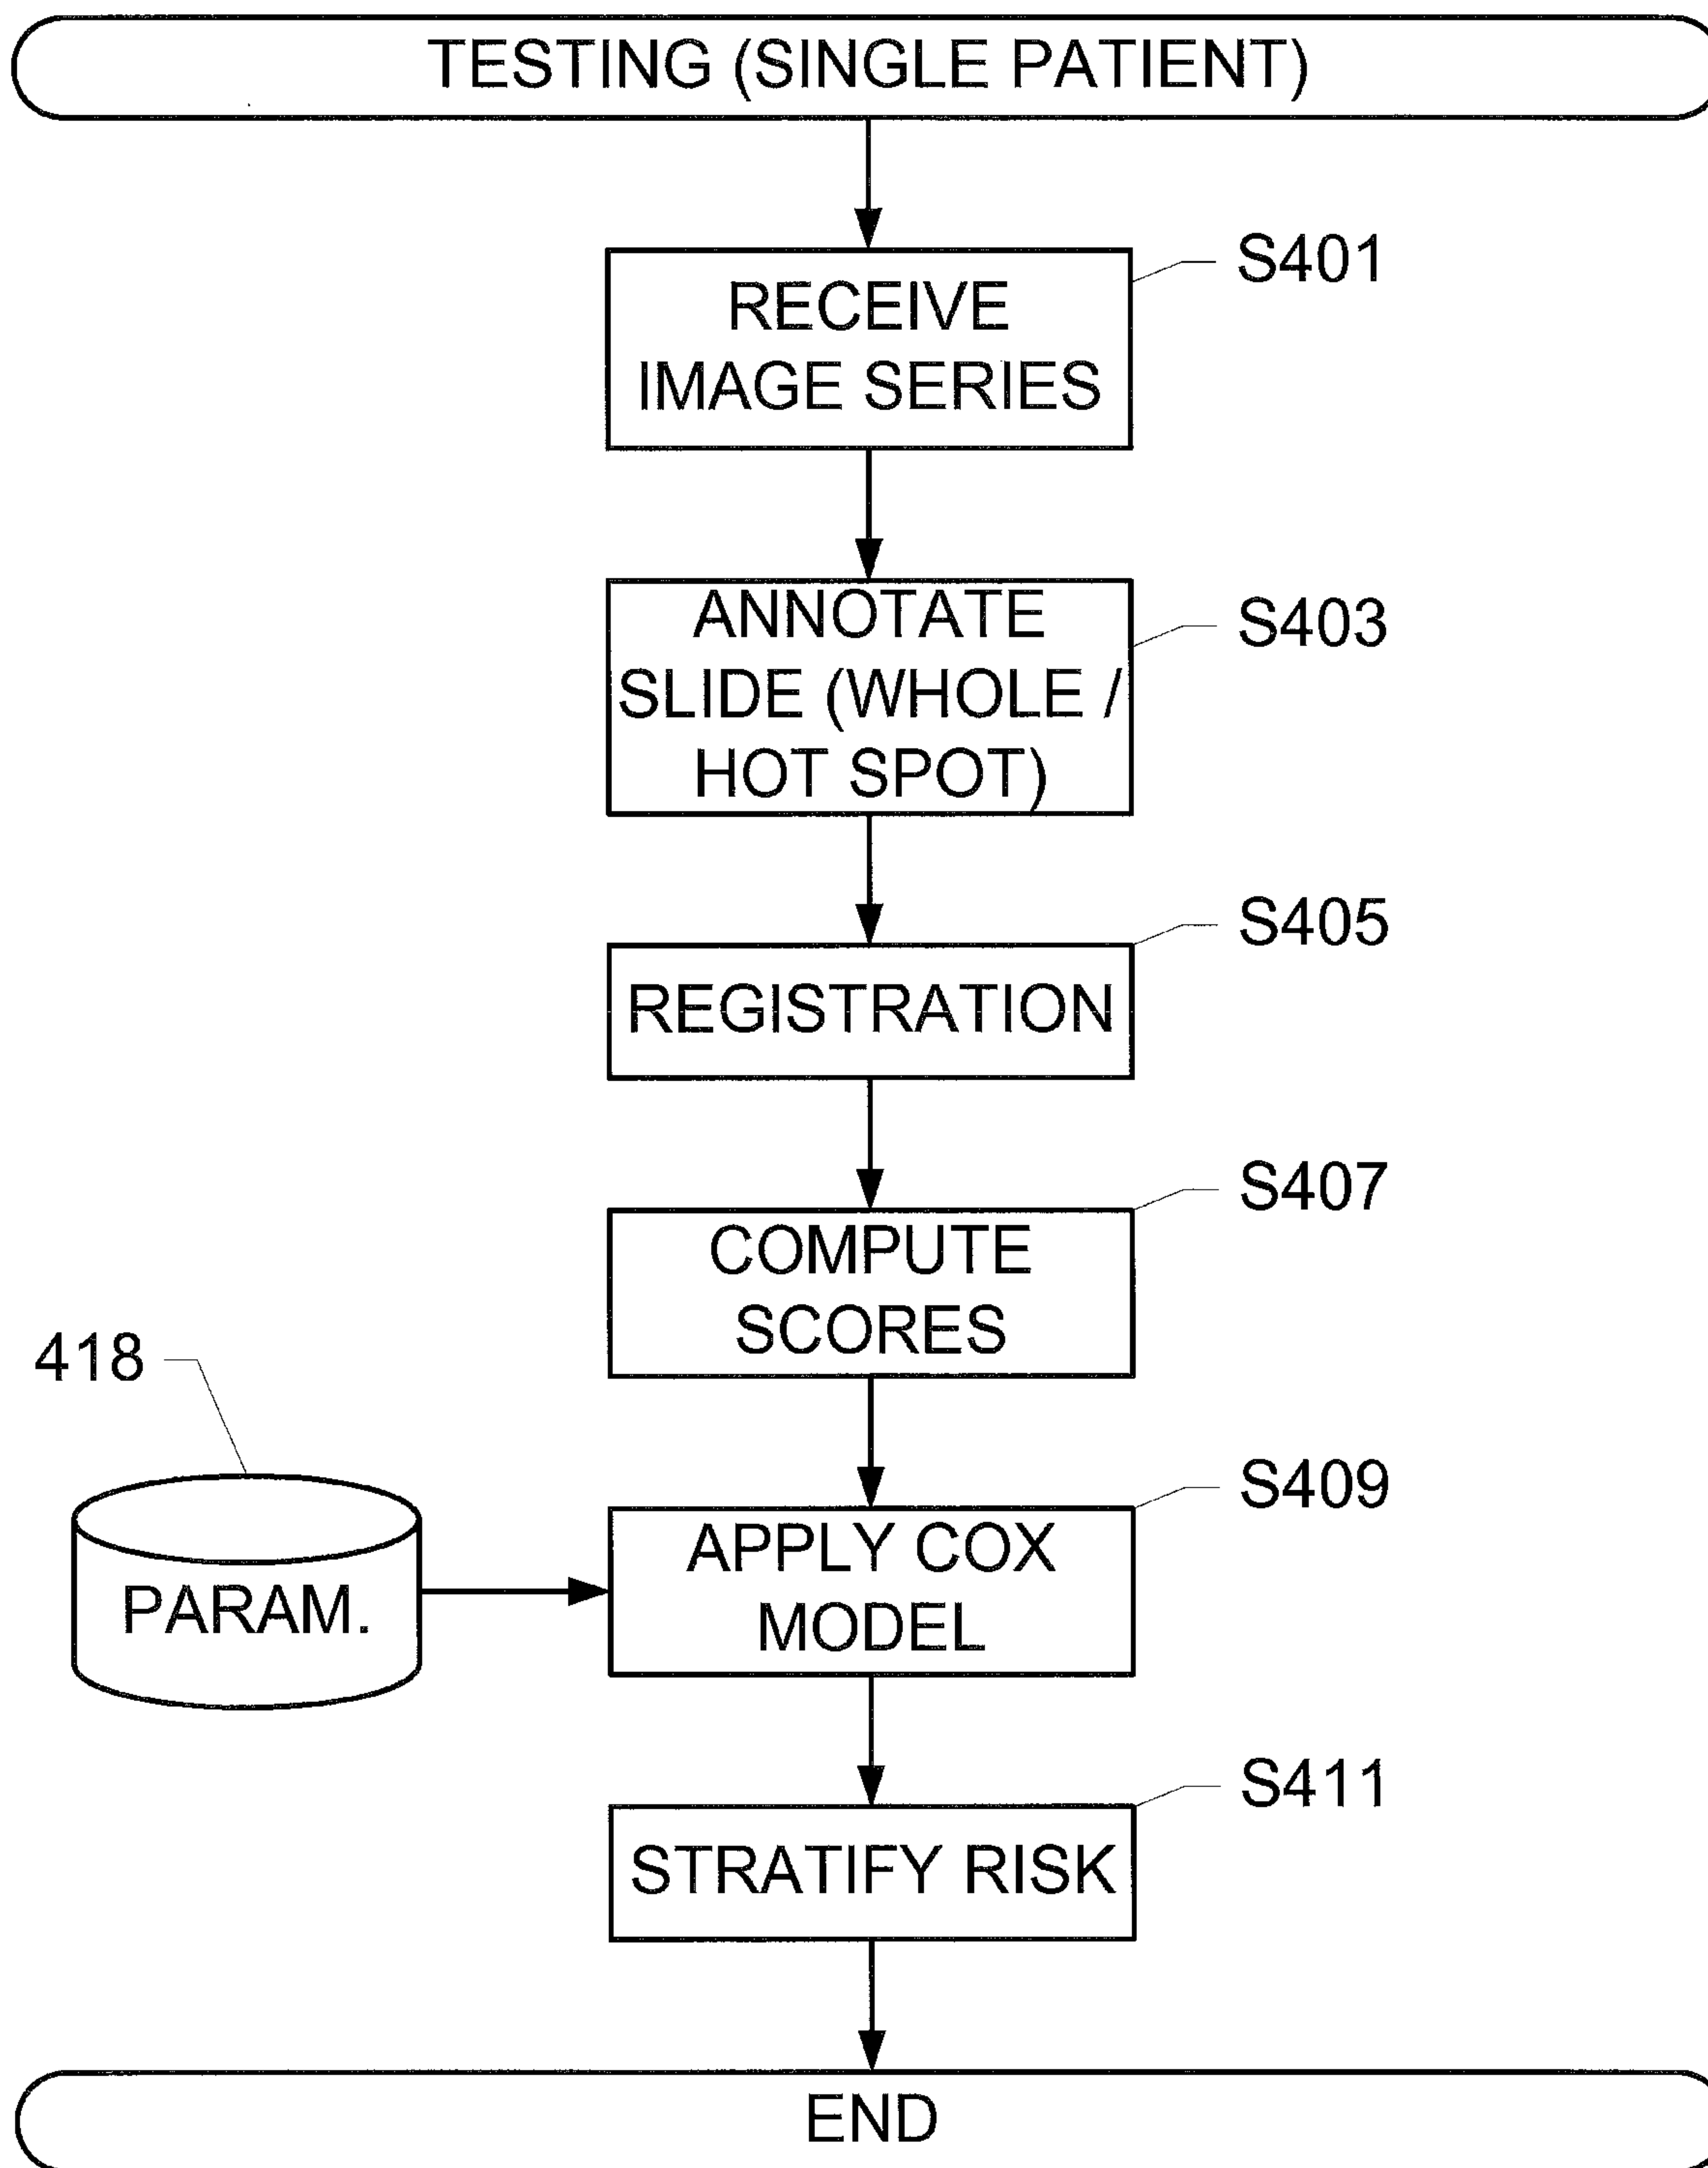 TESTING (SINGLE PATIENT)
S401
RECEIVE
IMAGE SERIES
S403
ANNOTATE
SLIDE (WHOLE /
HOT SPOT)
S405
REGISTRATION
S407
COMPUTE
SCORES
418
PARAM.
S409
APPLY COX
MODEL
S411
STRATIFY RISK
END